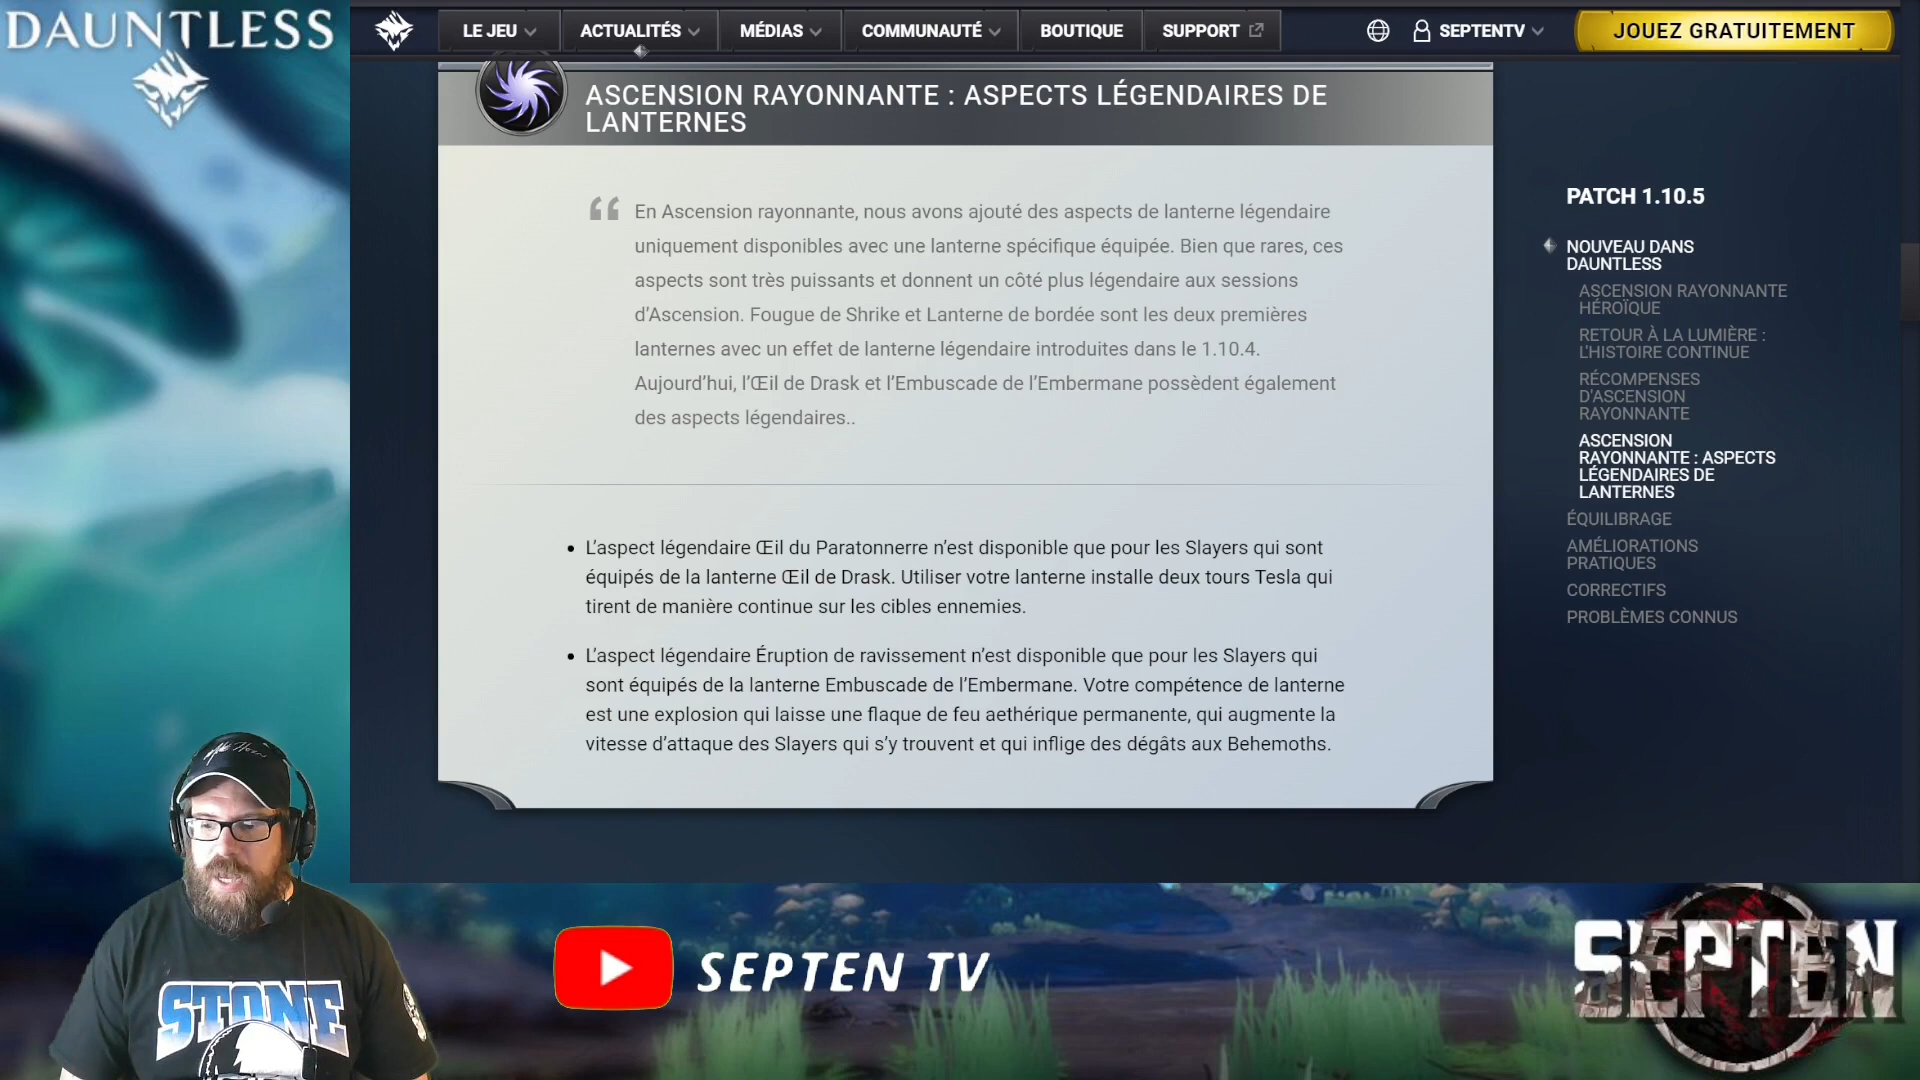 DAUNTLESS
LE JEU
ACTUALITÉS
MÉDIAS
COMMUNAUTÉ
BOUTIQUE
SUPPORT
SEPTENTV
JOUEZ GRATUITEMENT
ASCENSION RAYONNANTE : ASPECTS LÉGENDAIRES DE
LANTERNES
“ En Ascension rayonnante, nous avons ajouté des aspects de lanterne légendaire
uniquement disponibles avec une lanterne spécifique équipée. Bien que rares, ces
aspects sont très puissants et donnent un côté plus légendaire aux sessions
d’Ascension. Fougue de Shrike et Lanterne de bordée sont les deux premières
lanternes avec un effet de lanterne légendaire introduites dans le 1.10.4.
Aujourd’hui, l’Œil de Drask et l’Embuscade de l’Embermane possèdent également
des aspects légendaires..
• L’aspect légendaire Œil du Paratonnerre n’est disponible que pour les Slayers qui sont
équipés de la lanterne Œil de Drask. Utiliser votre lanterne installe deux tours Tesla qui
tirent de manière continue sur les cibles ennemies.
• L’aspect légendaire Éruption de ravissement n’est disponible que pour les Slayers qui
sont équipés de la lanterne Embuscade de l’Embermane. Votre compétence de lanterne
est une explosion qui laisse une flaque de feu aethérique permanente, qui augmente la
vitesse d’attaque des Slayers qui s’y trouvent et qui inflige des dégâts aux Behemoths.
PATCH 1.10.5
NOUVEAU DANS
DAUNTLESS
ASCENSION RAYONNANTE
HÉROÏQUE
RETOUR À LA LUMIÈRE :
L'HISTOIRE CONTINUE
RÉCOMPENSES
D'ASCENSION
RAYONNANTE
ASCENSION
RAYONNANTE : ASPECTS
LÉGENDAIRES DE
LANTERNES
ÉQUILIBRAGE
AMÉLIORATIONS
PRATIQUES
CORRECTIFS
PROBLÈMES CONNUS
STONE
SEPTEN TV
SEPTEN